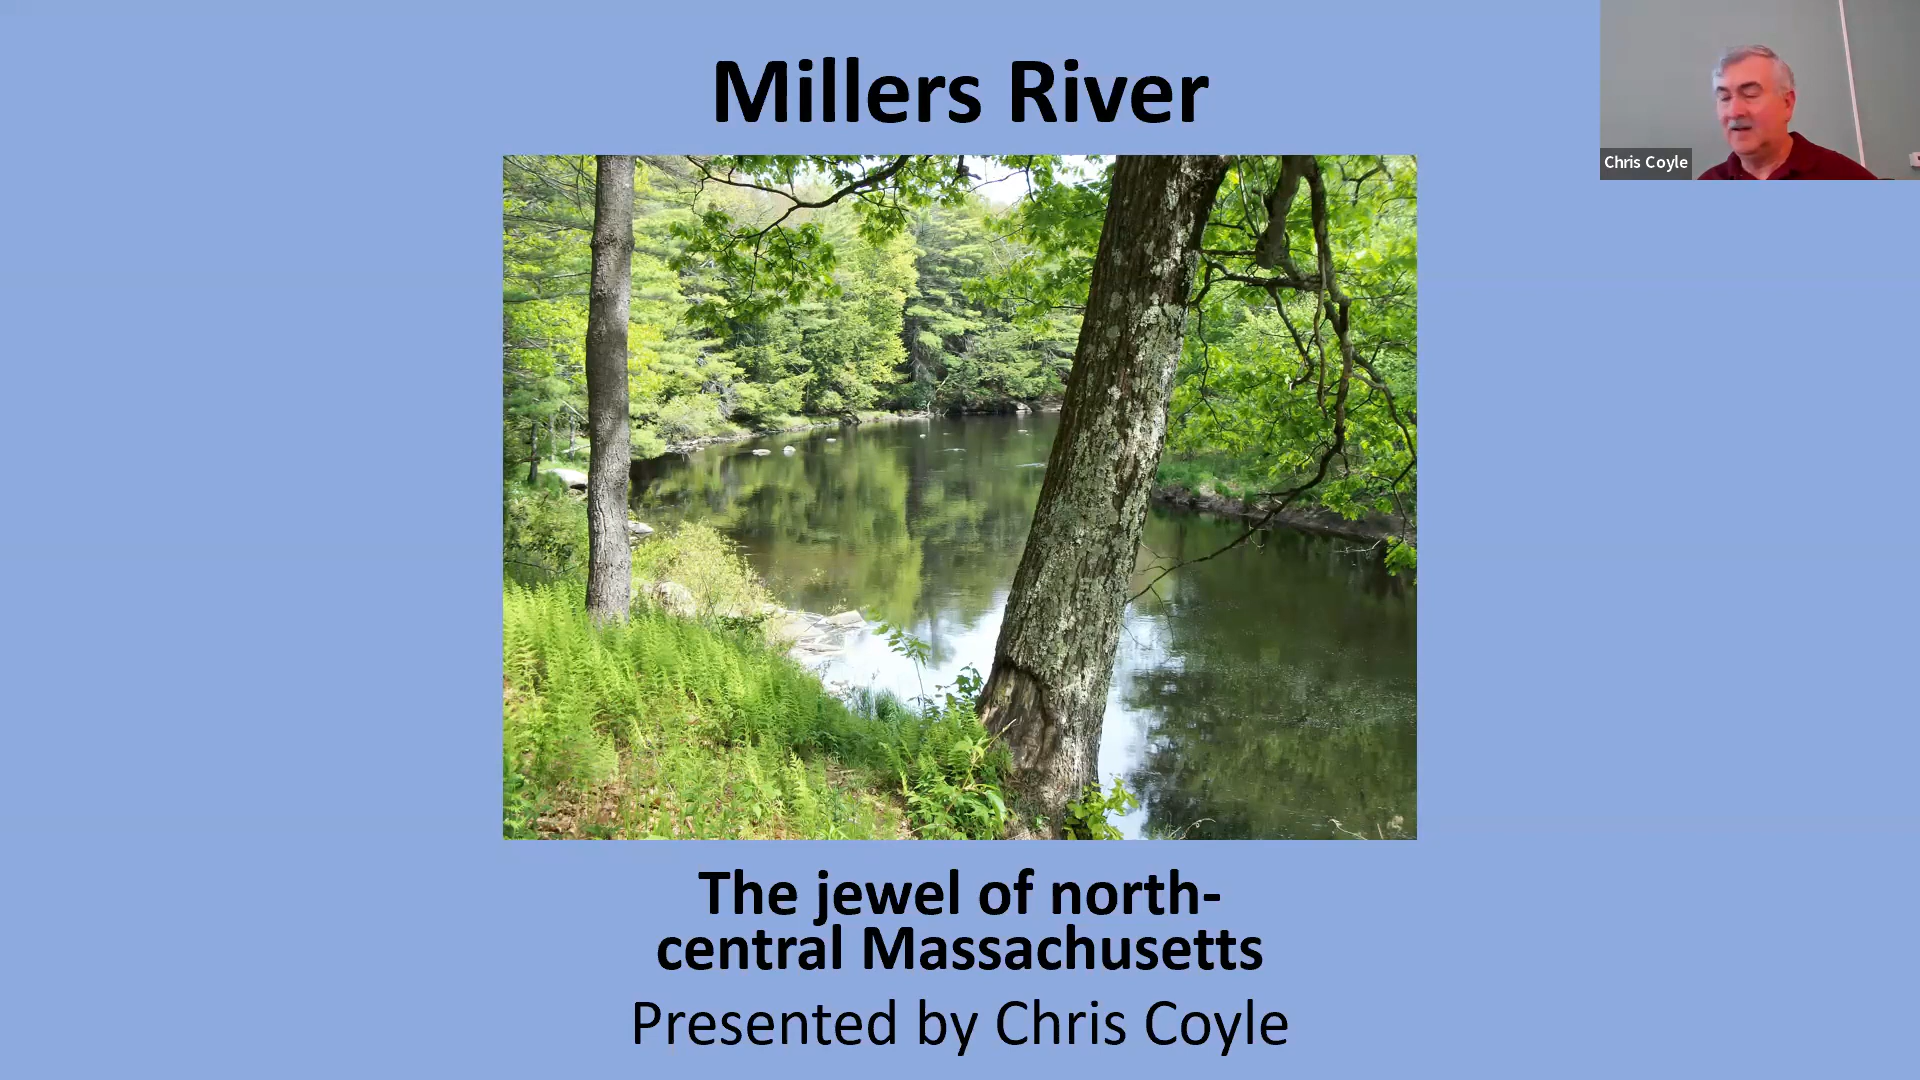 Millers River
Chris Coyle
The jewel of north-
central Massachusetts
Presented by Chris Coyle